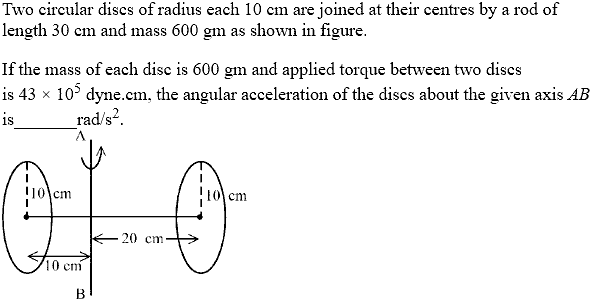 Two circular discs of radius each 10 cm are joined at their centres by a rod of
length 30 cm and mass 600 gm as shown in figure.
If the mass of each disc is 600 gm and applied torque between two discs
is 43 × 10⁵ dyne.cm, the angular acceleration of the discs about the given axis AB
is________rad/s².
A
10 cm
10 cm
20 cm
10 cm
B